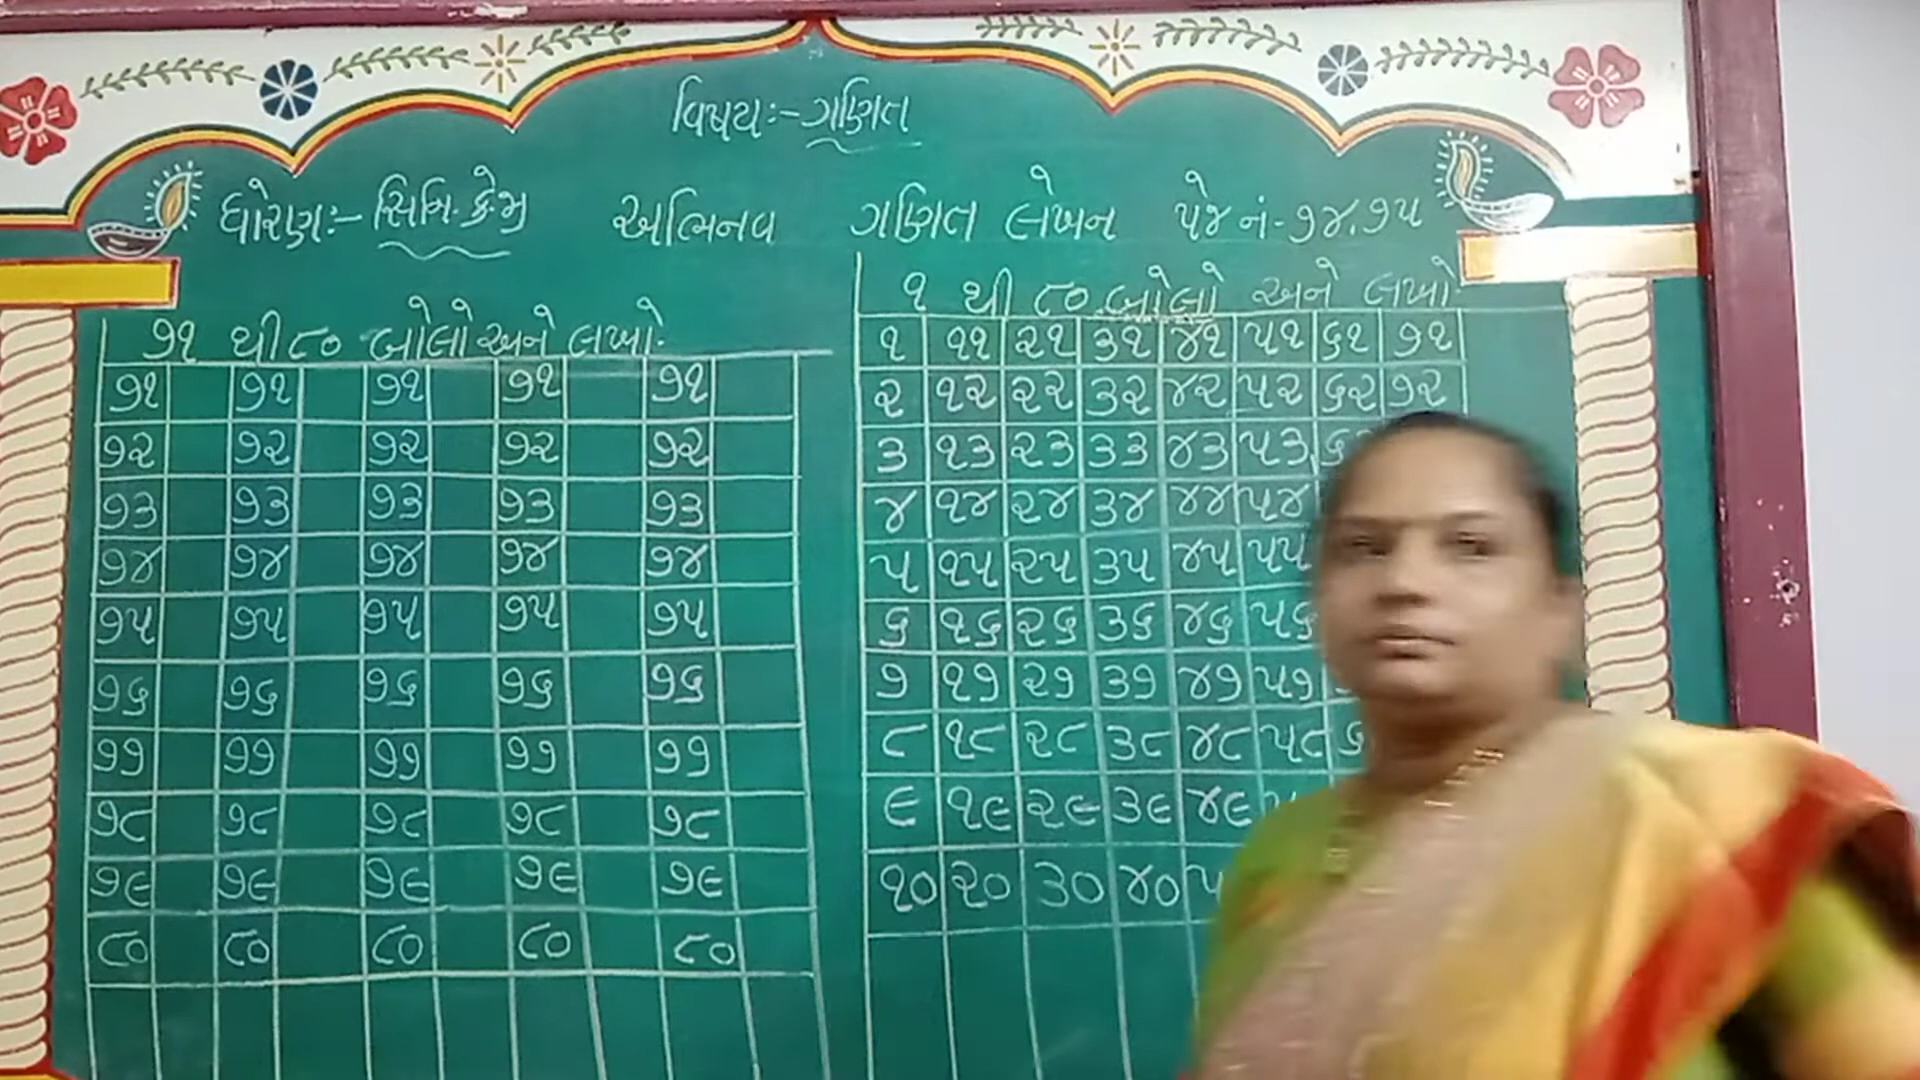 વિષયઃ-ગણિત
ધોરણઃ- સિનિ.કે.જી અભિનવ ગણિત લેખન પેજ નં-૭૪,૭૫
૭૧ થી ૮૦ બોલો અને લખો.
૭૧ ૭૧ ૭૧ ૭૧ ૭૧
૭૨ ૭૨ ૭૨ ૭૨ ૭૨
૭૩ ૭૩ ૭૩ ૭૩ ૭૩
૭૪ ૭૪ ૭૪ ૭૪ ૭૪
૭૫ ૭૫ ૭૫ ૭૫ ૭૫
૭૬ ૭૬ ૭૬ ૭૬ ૭૬
૭૭ ૭૭ ૭૭ ૭૭ ૭૭
૭૮ ૭૮ ૭૮ ૭૮ ૭૮
૭૯ ૭૯ ૭૯ ૭૯ ૭૯
૮૦ ૮૦ ૮૦ ૮૦ ૮૦
૧ થી ૮૦ બોલો અને લખો.
૧ ૧૧ ૨૧ ૩૧ ૪૧ ૫૧ ૬૧ ૭૧
૨ ૧૨ ૨૨ ૩૨ ૪૨ ૫૨ ૬૨ ૭૨
૩ ૧૩ ૨૩ ૩૩ ૪૩ ૫૩
૪ ૧૪ ૨૪ ૩૪ ૪૪ ૫૪
૫ ૧૫ ૨૫ ૩૫ ૪૫ ૫૫
૬ ૧૬ ૨૬ ૩૬ ૪૬ ૫૬
૭ ૧૭ ૨૭ ૩૭ ૪૭ ૫૭
૮ ૧૮ ૨૮ ૩૮ ૪૮ ૫૮
૯ ૧૯ ૨૯ ૩૯ ૪૯
૧૦ ૨૦ ૩૦ ૪૦